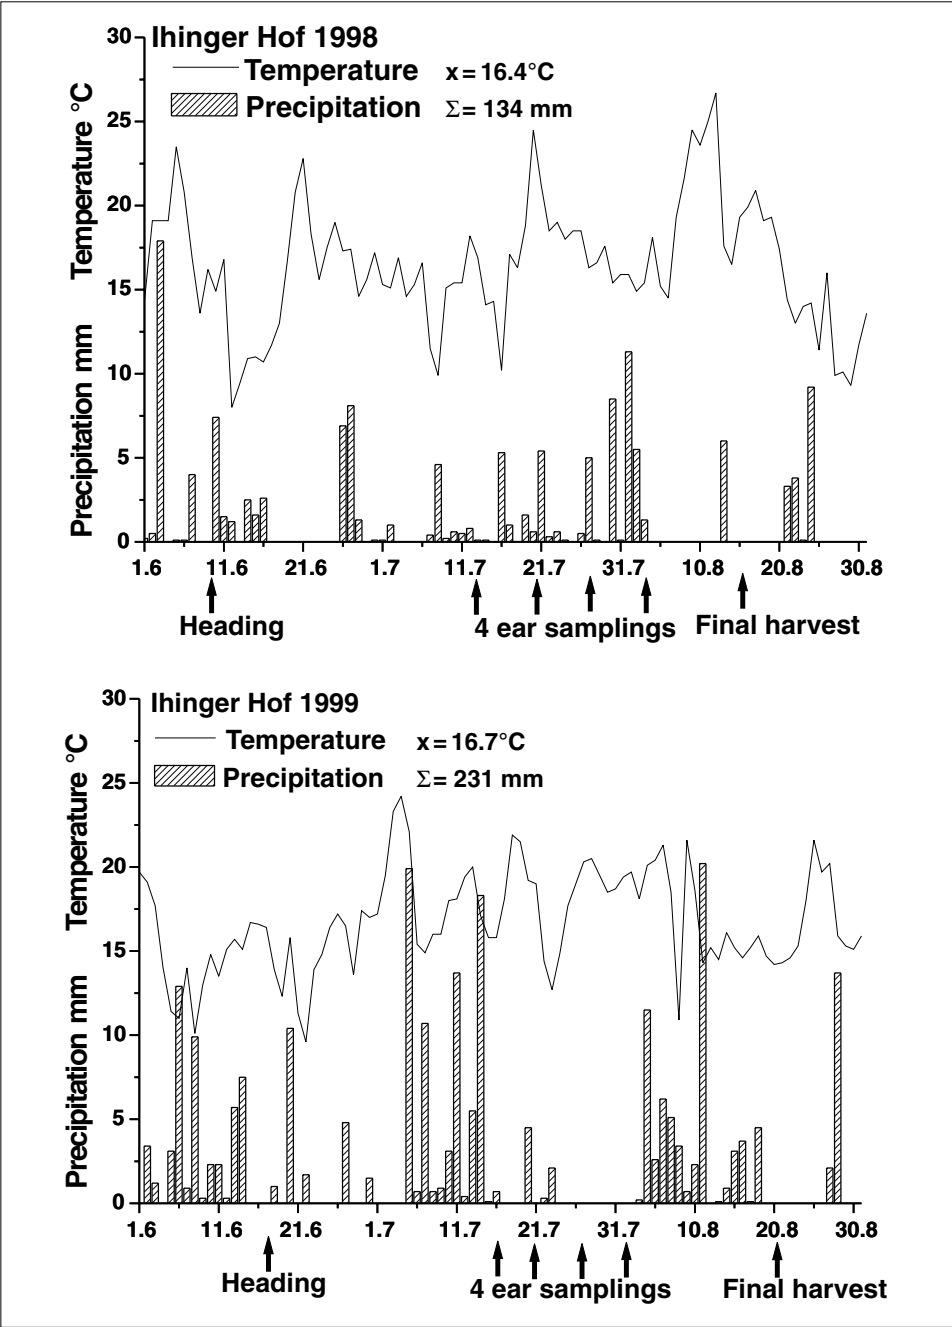 Ihinger Hof 1998
Temperature x = 16.4°C
Precipitation Σ = 134 mm
Precipitation mm Temperature °C
30
25
20
15
10
5
0
1.6 11.6 21.6 1.7 11.7 21.7 31.7 10.8 20.8 30.8
Heading 4 ear samplings Final harvest
Ihinger Hof 1999
Temperature x = 16.7°C
Precipitation Σ = 231 mm
Precipitation mm Temperature °C
30
25
20
15
10
5
0
1.6 11.6 21.6 1.7 11.7 21.7 31.7 10.8 20.8 30.8
Heading 4 ear samplings Final harvest